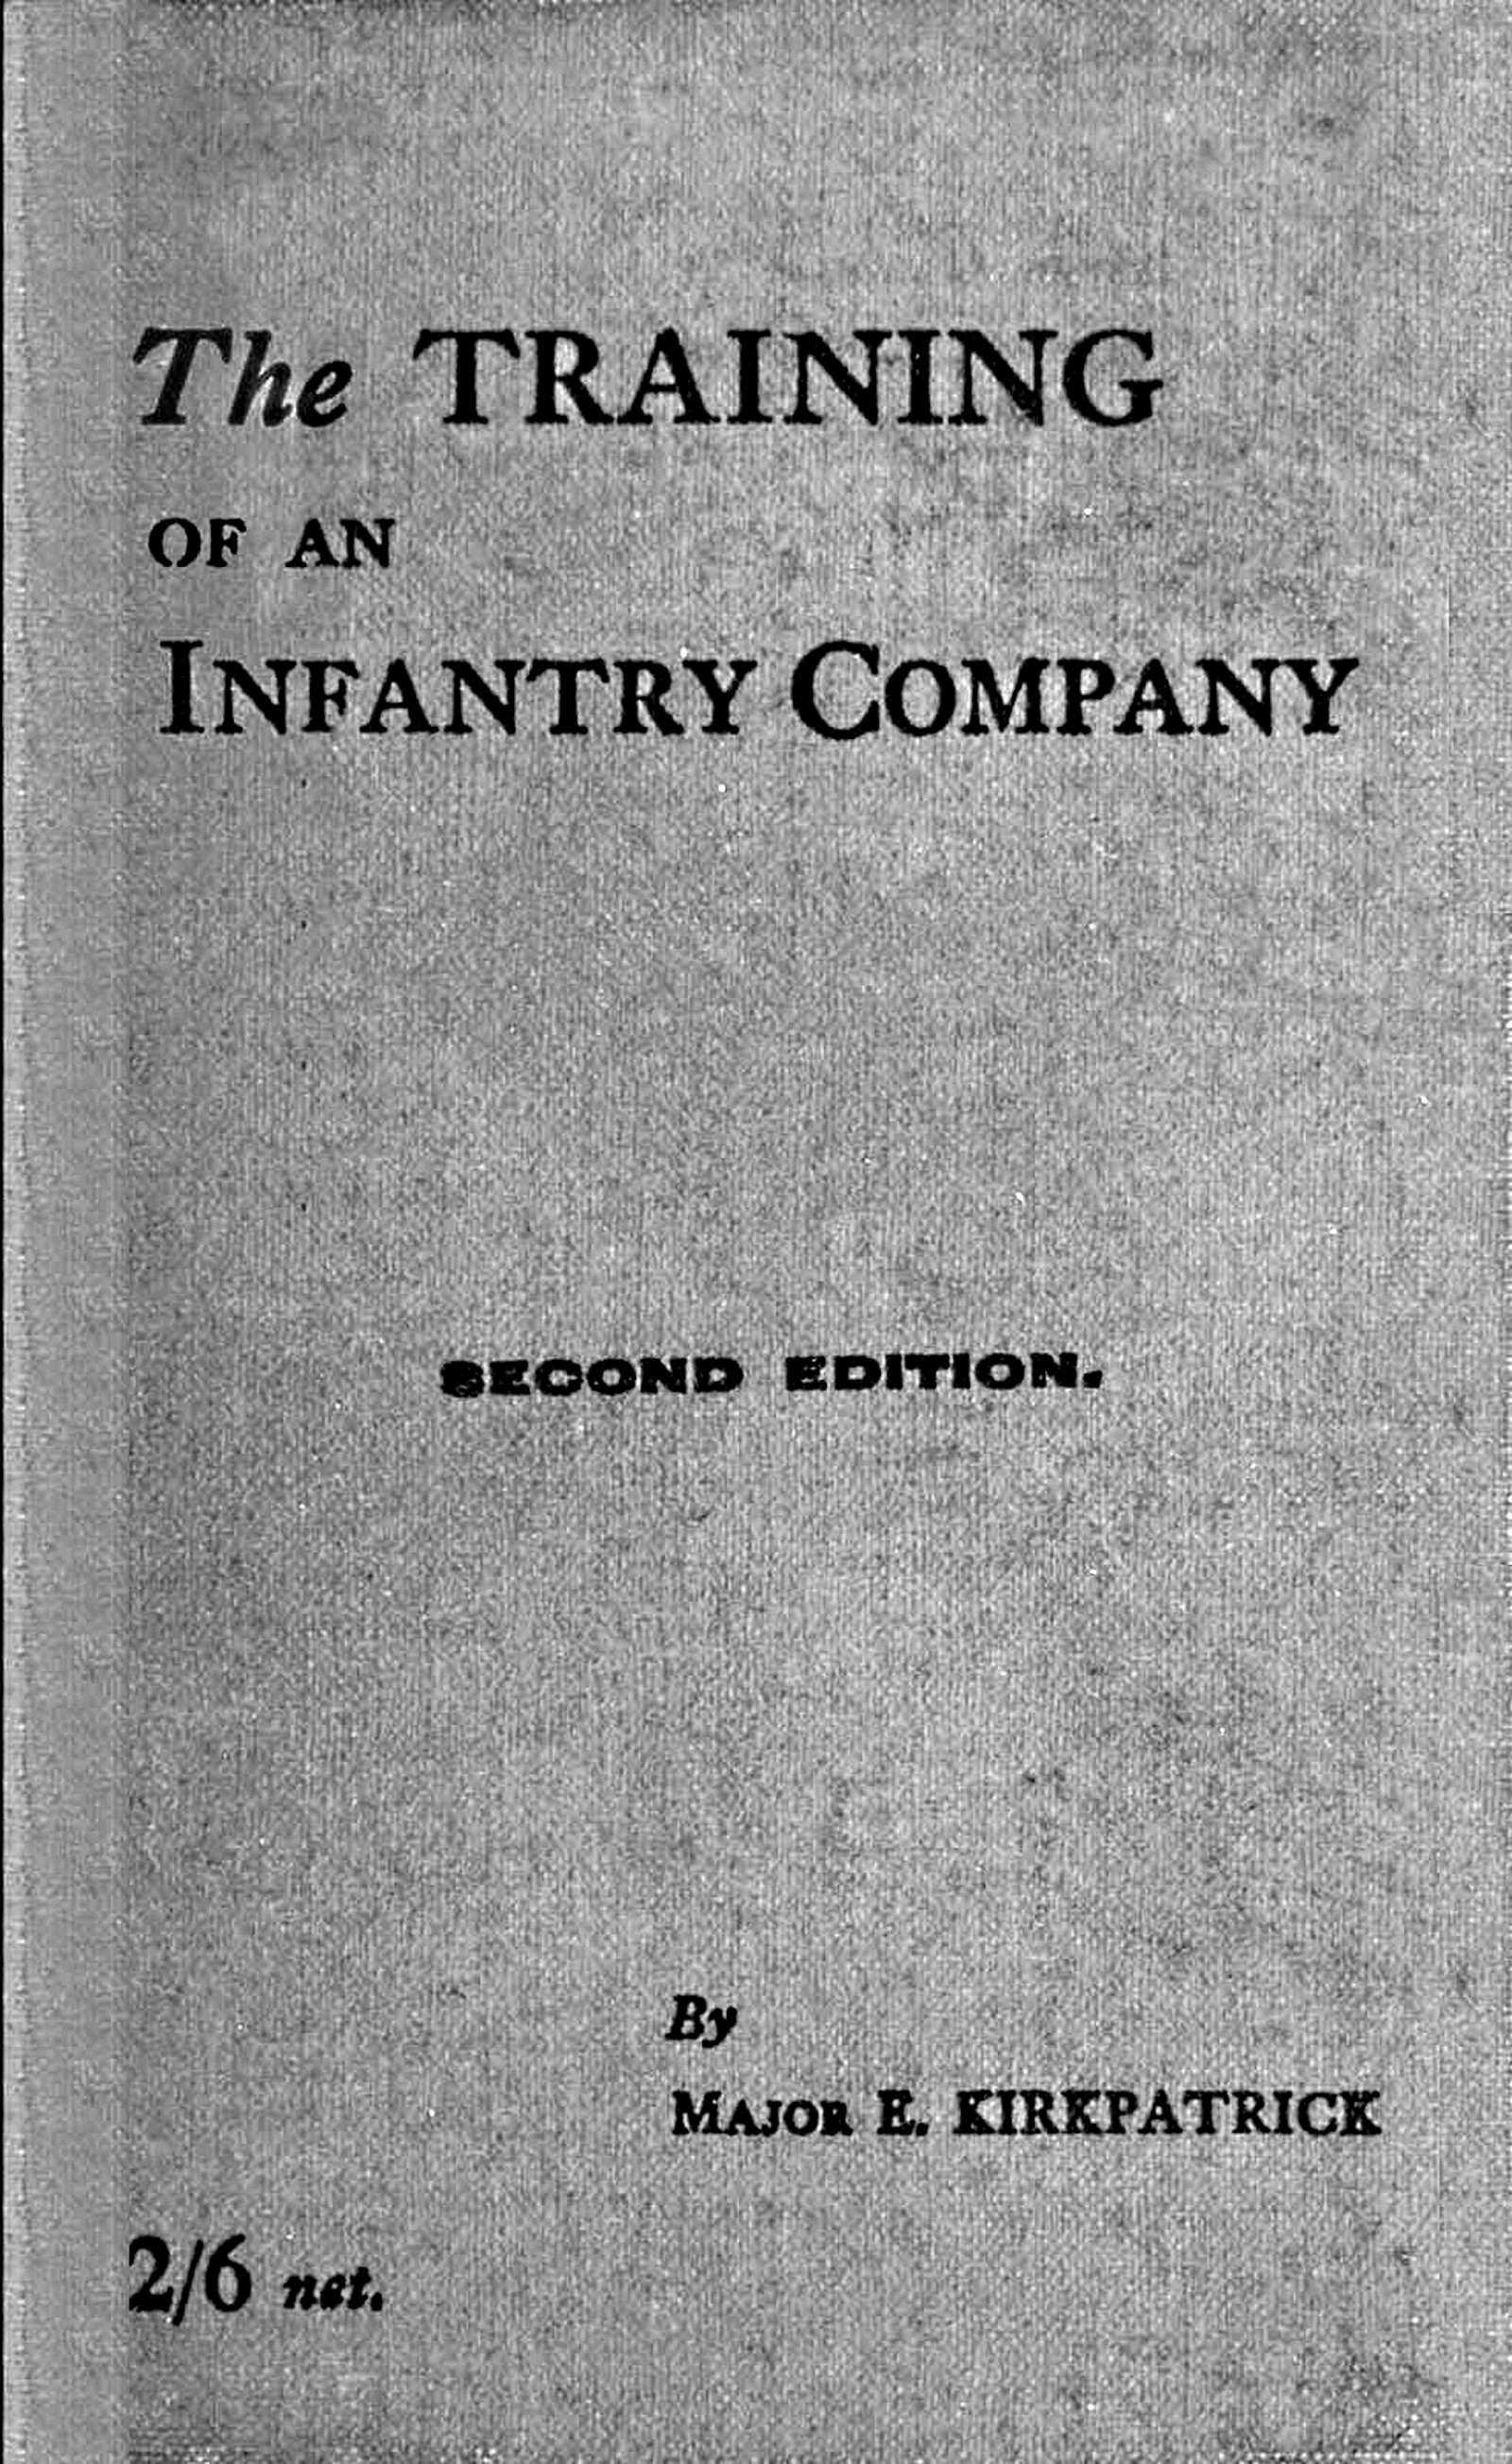 The TRAINING
OF AN
INFANTRY COMPANY
SECOND EDITION.
By
MAJOR E. KIRKPATRICK
2/6 net.